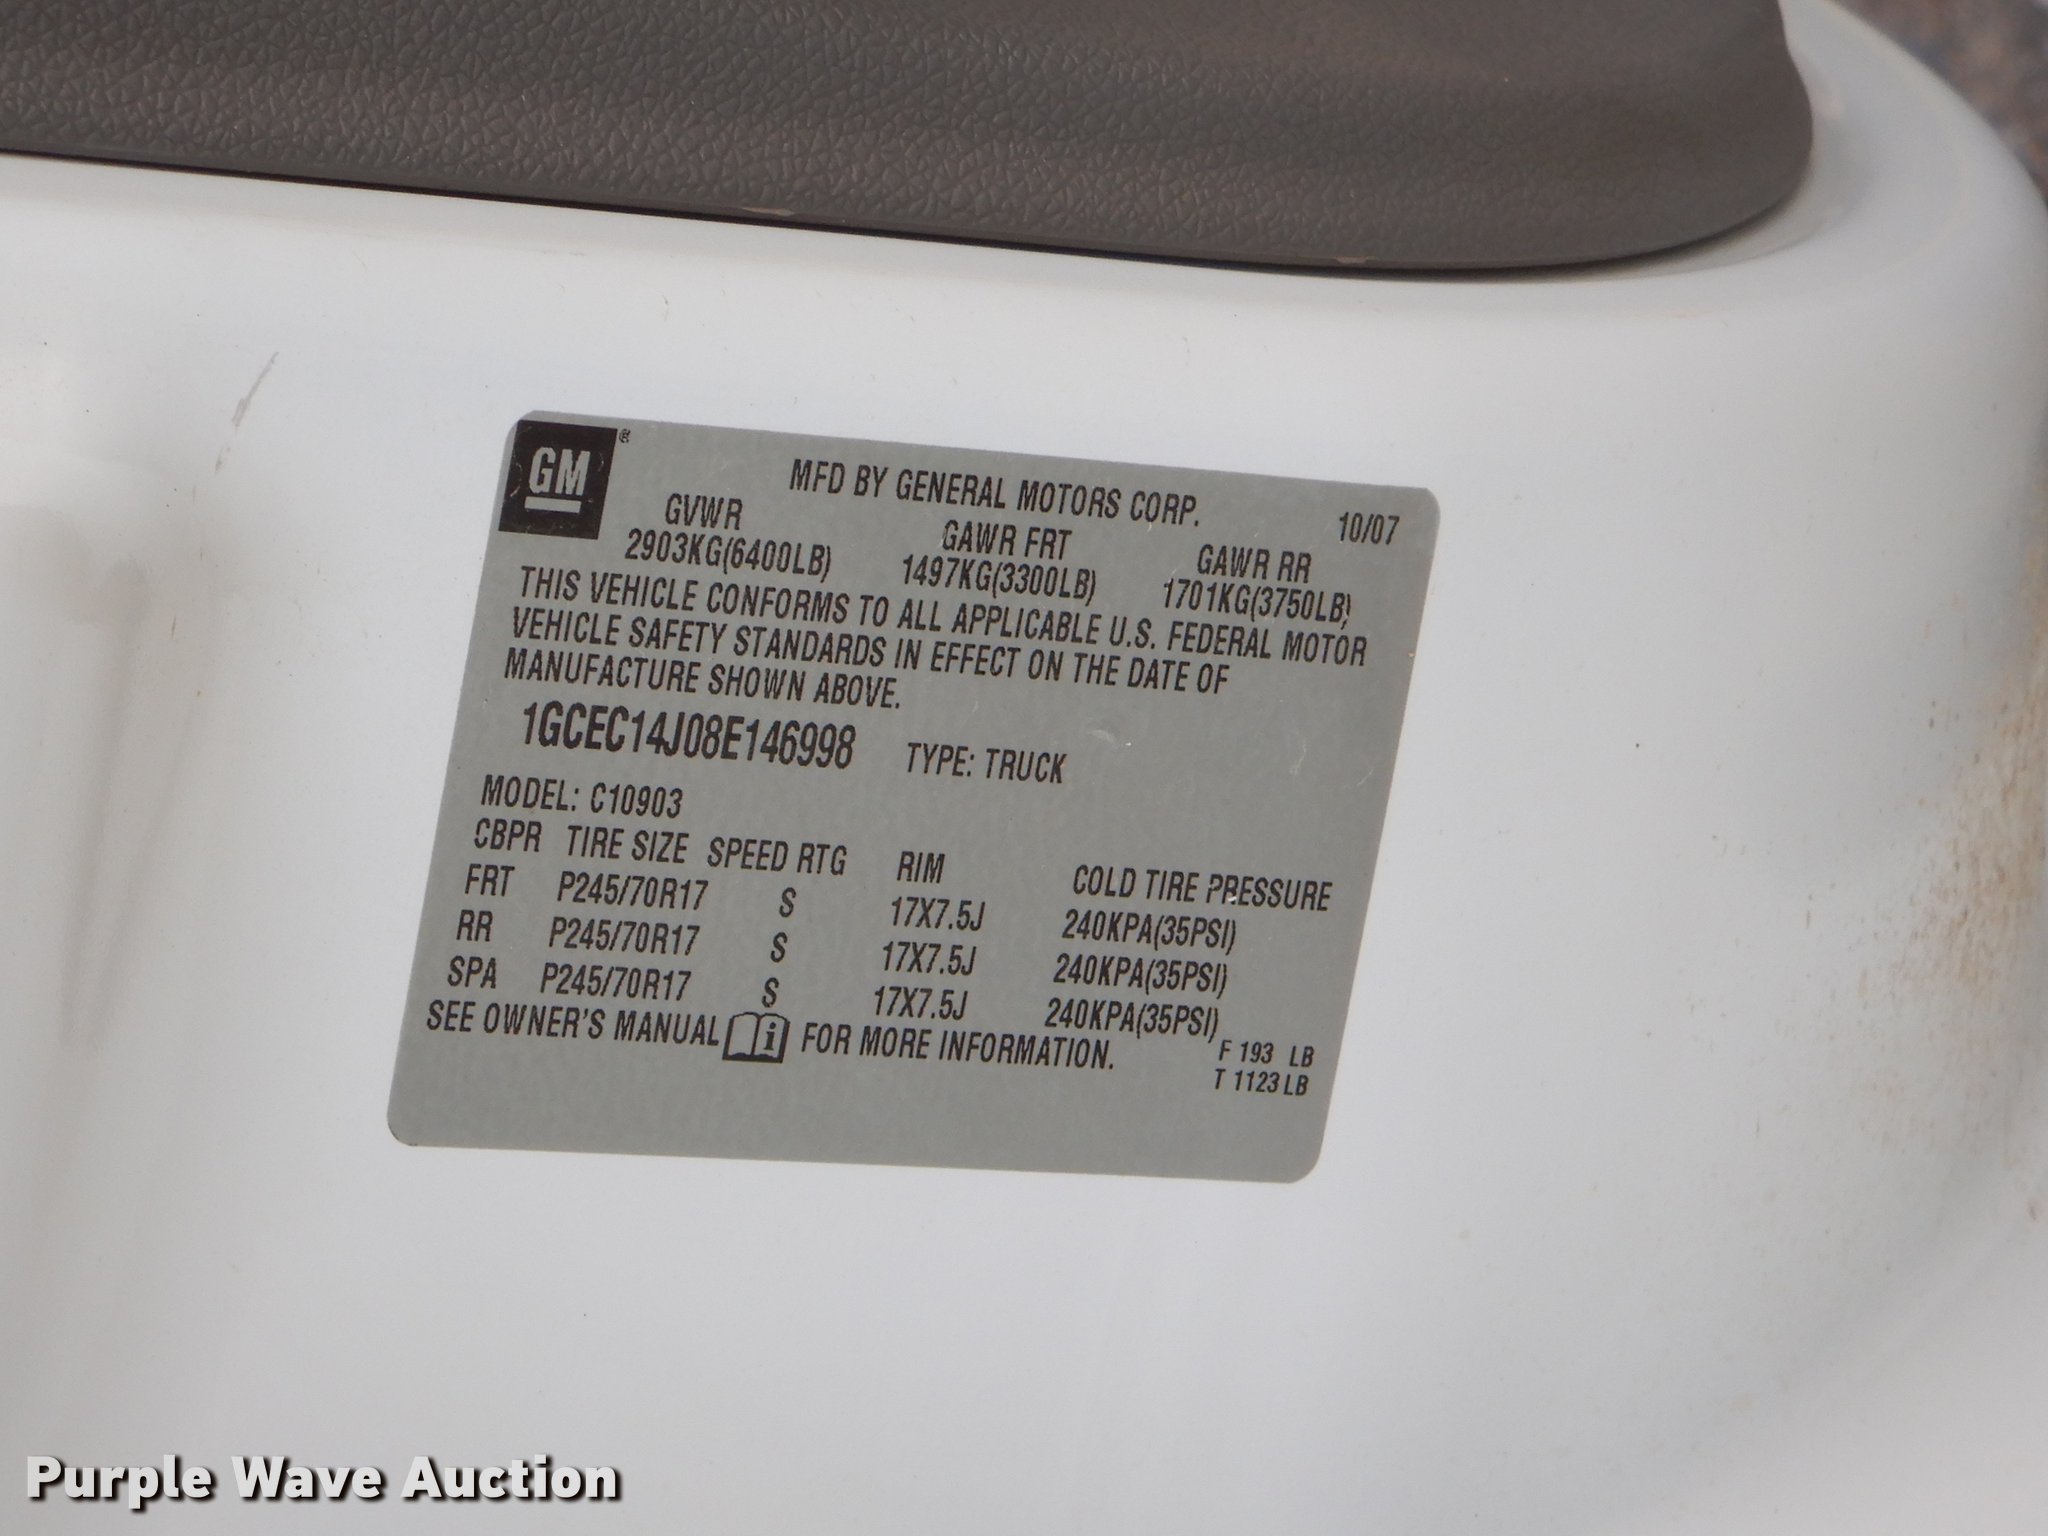 GM®
MFD BY GENERAL MOTORS CORP. 10/07
GVWR GAWR FRT GAWR RR
2903KG(6400LB) 1497KG(3300LB) 1701KG(3750LB)
THIS VEHICLE CONFORMS TO ALL APPLICABLE U.S. FEDERAL MOTOR
VEHICLE SAFETY STANDARDS IN EFFECT ON THE DATE OF
MANUFACTURE SHOWN ABOVE.
1GCEC14J08E146998 TYPE: TRUCK
MODEL: C10903
CBPR TIRE SIZE SPEED RTG RIM COLD TIRE PRESSURE
FRT P245/70R17 S 17X7.5J 240KPA(35PSI)
RR P245/70R17 S 17X7.5J 240KPA(35PSI)
SPA P245/70R17 S 17X7.5J 240KPA(35PSI)
SEE OWNER'S MANUAL i FOR MORE INFORMATION.
F 193 LB
T 1123 LB
Purple Wave Auction